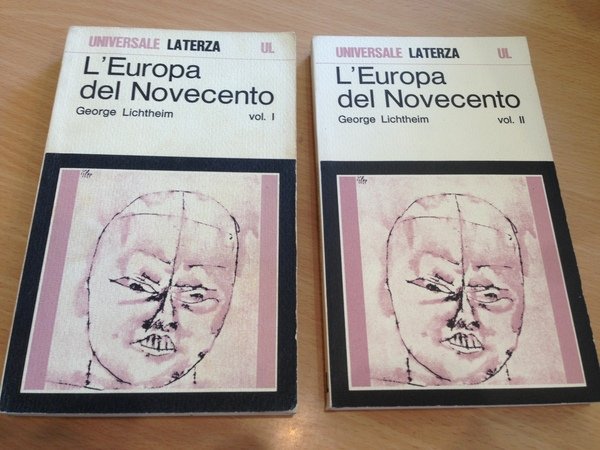 UNIVERSALE LATERZA UL
L'Europa
del Novecento
George Lichtheim vol. I
UNIVERSALE LATERZA UL
L'Europa
del Novecento
George Lichtheim vol. II